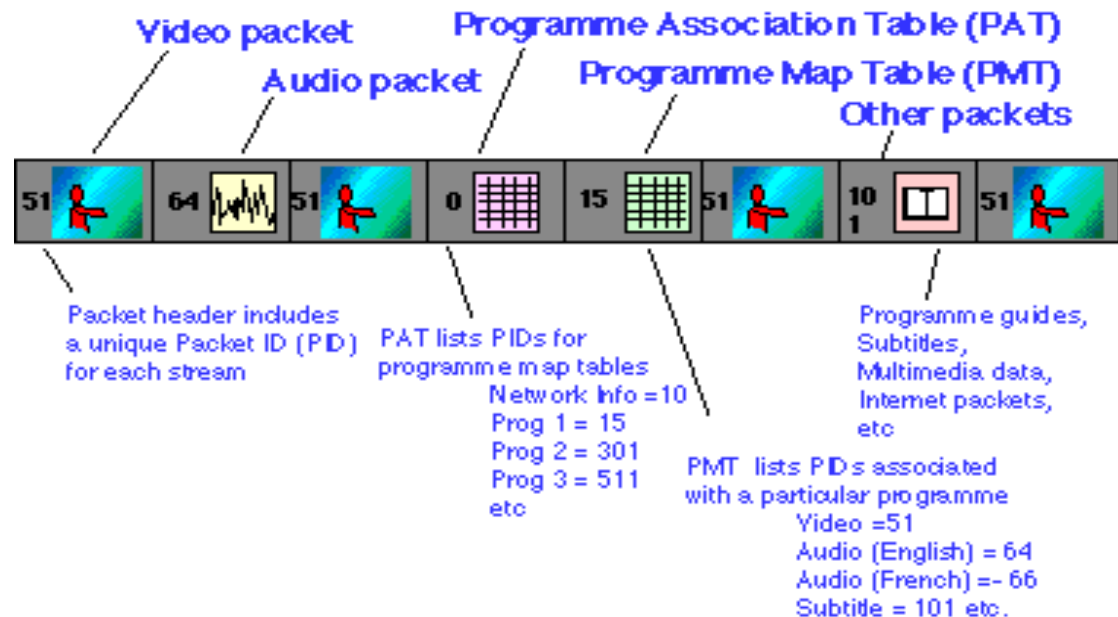 Video packet
Programme Association Table (PAT)
Audio packet
Programme Map Table (PMT)
Other packets
51
64
51
0
15
51
10
1
51
Packet header includes
a unique Packet ID (PID)
for each stream
PAT lists PIDs for
programme map tables
Network Info =10
Prog 1 = 15
Prog 2 = 301
Prog 3 = 511
etc
PMT lists PIDs associated
with a particular programme
Video =51
Audio (English) = 64
Audio (French) =- 66
Subtitle = 101 etc.
Programme guides,
Subtitles,
Multimedia data,
Internet packets,
etc